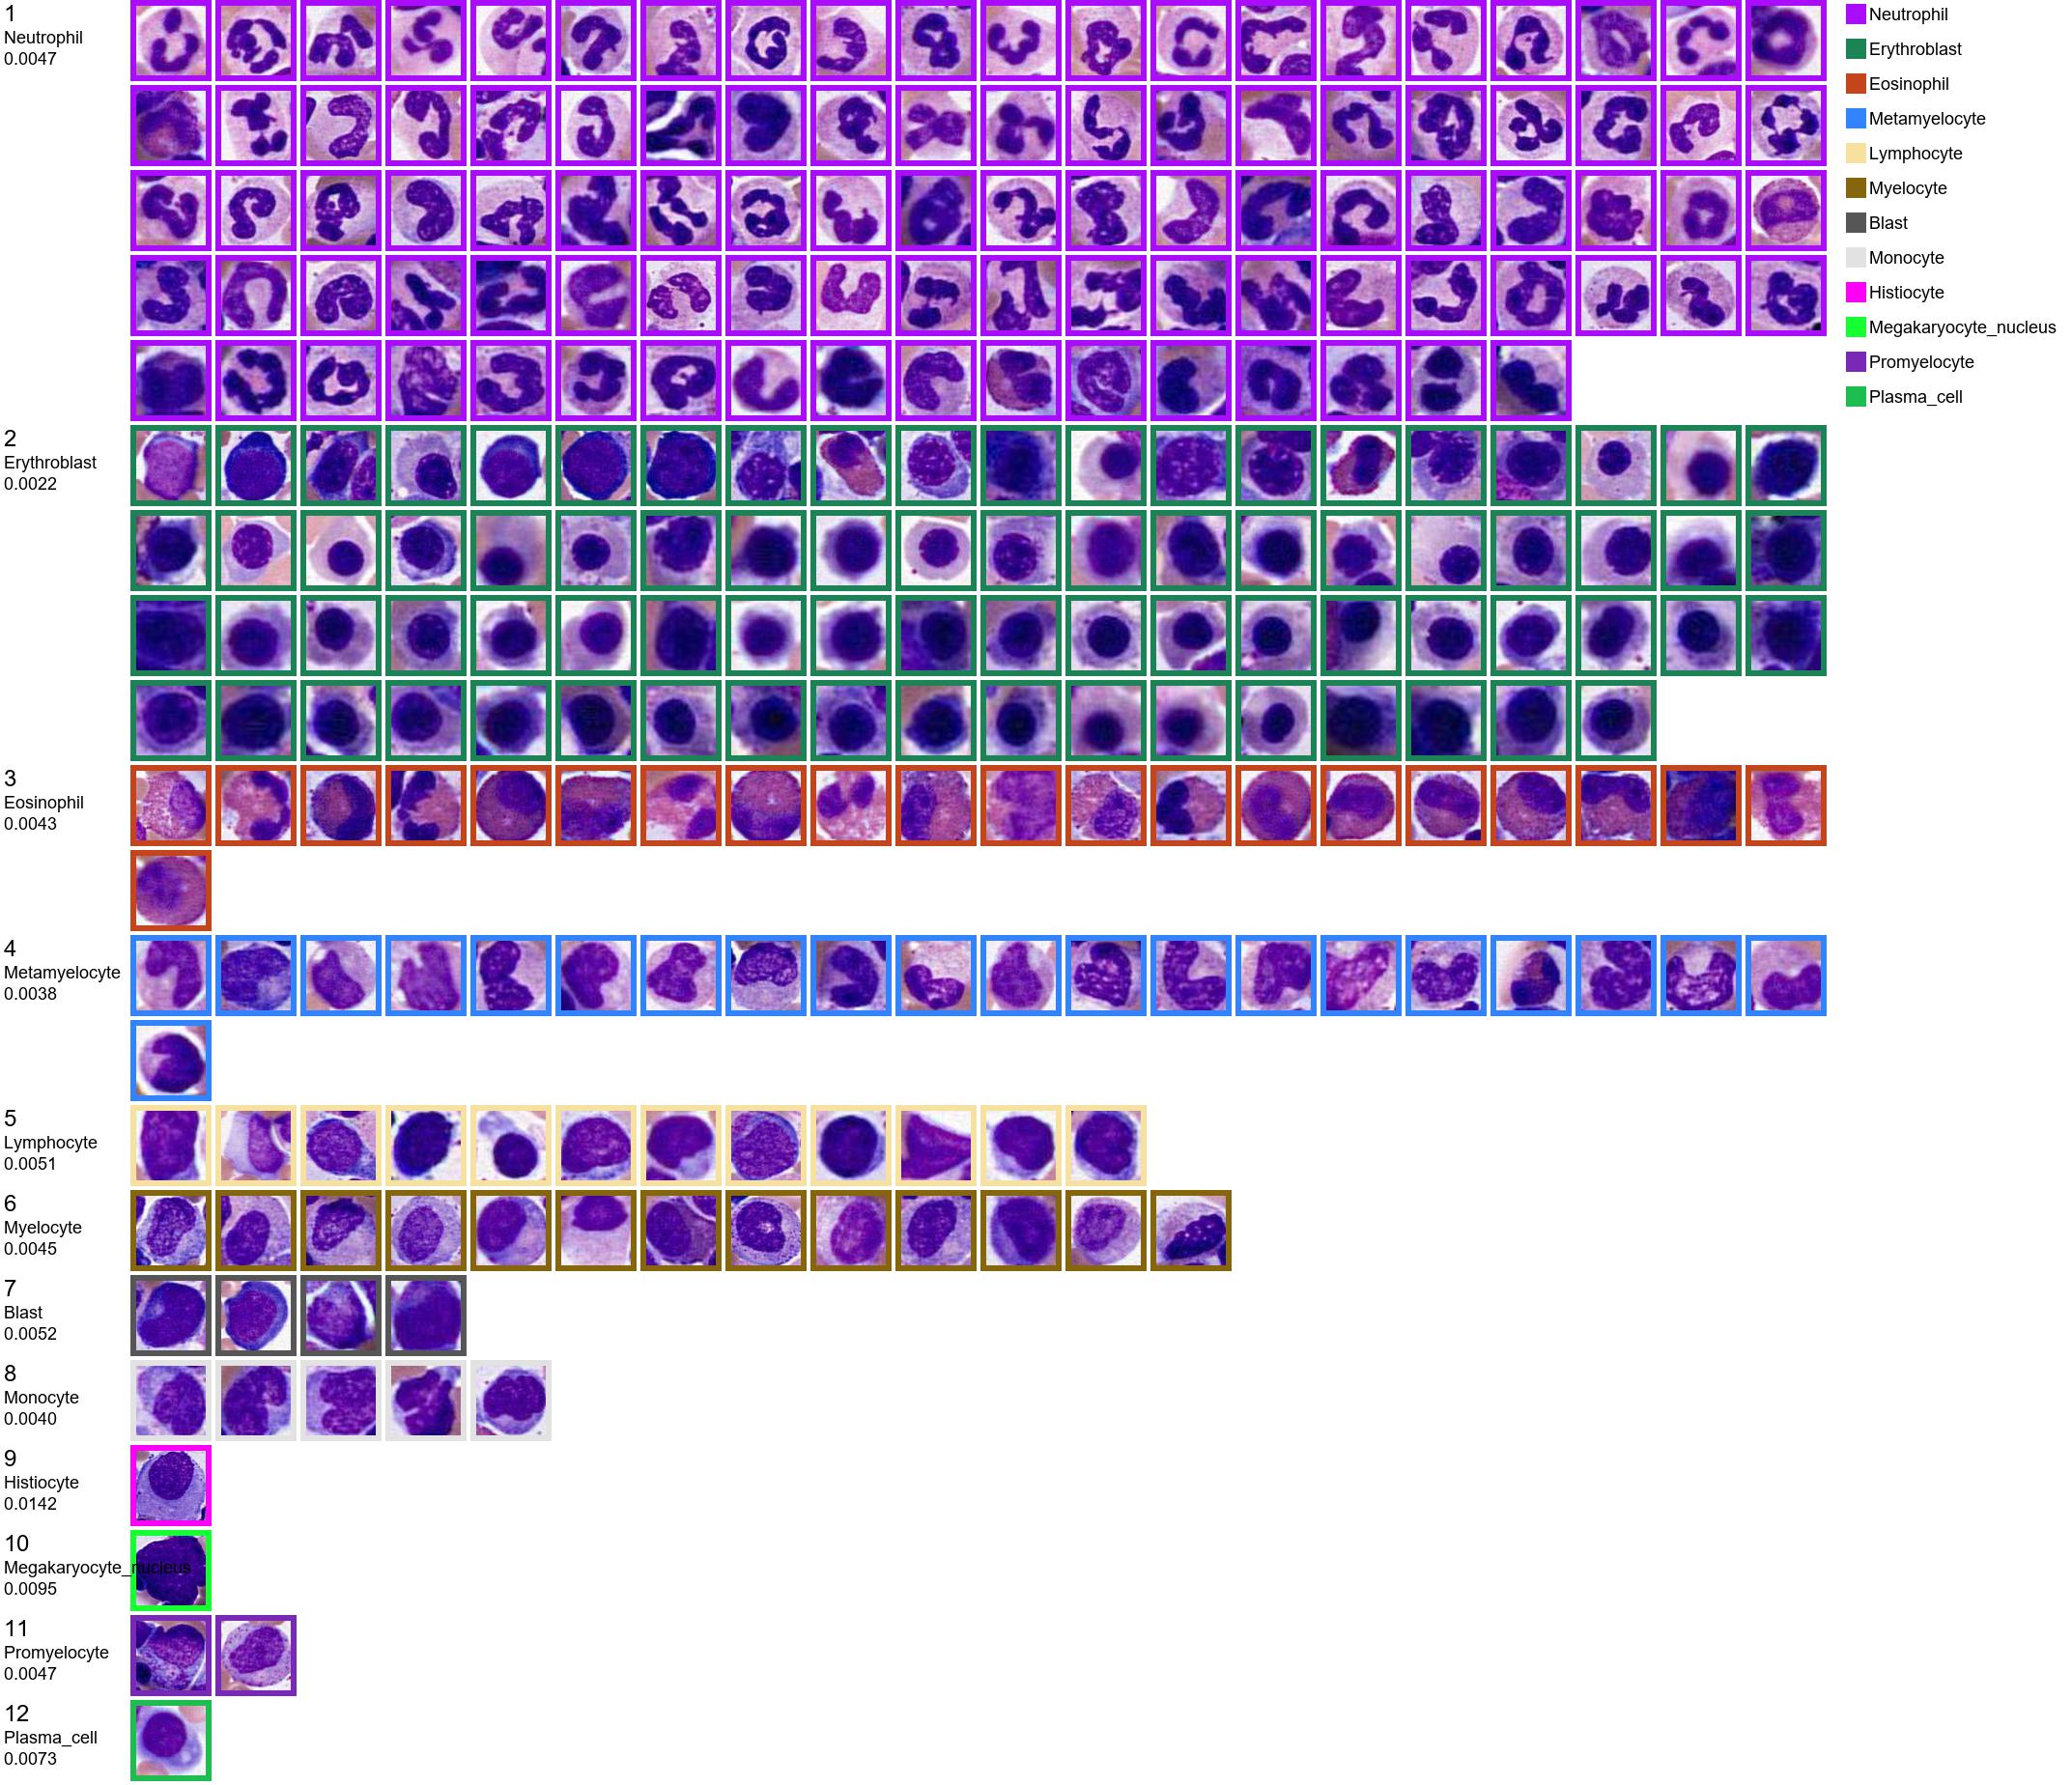 1
Neutrophil
0.0047
2
Erythroblast
0.0022
3
Eosinophil
0.0043
4
Metamyelocyte
0.0038
5
Lymphocyte
0.0051
6
Myelocyte
0.0045
7
Blast
0.0052
8
Monocyte
0.0040
9
Histiocyte
0.0142
10
Megakaryocyte_nucleus
0.0095
11
Promyelocyte
0.0047
12
Plasma_cell
0.0073
Neutrophil
Erythroblast
Eosinophil
Metamyelocyte
Lymphocyte
Myelocyte
Blast
Monocyte
Histiocyte
Megakaryocyte_nucleus
Promyelocyte
Plasma_cell